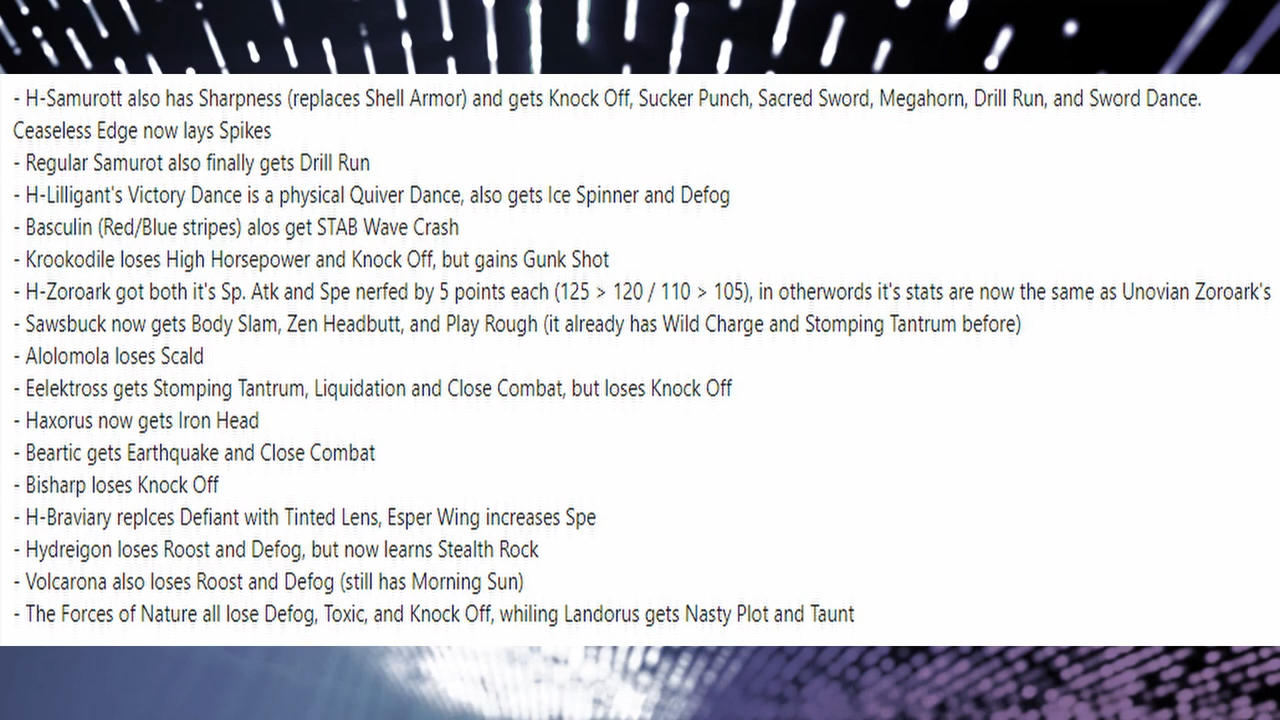 - H-Samurott also has Sharpness (replaces Shell Armor) and gets Knock Off, Sucker Punch, Sacred Sword, Megahorn, Drill Run, and Sword Dance.
Ceaseless Edge now lays Spikes
- Regular Samurot also finally gets Drill Run
- H-Lilligant's Victory Dance is a physical Quiver Dance, also gets Ice Spinner and Defog
- Basculin (Red/Blue stripes) alos get STAB Wave Crash
- Krookodile loses High Horsepower and Knock Off, but gains Gunk Shot
- H-Zoroark got both it's Sp. Atk and Spe nerfed by 5 points each (125 > 120 / 110 > 105), in otherwords it's stats are now the same as Unovian Zoroark's
- Sawsbuck now gets Body Slam, Zen Headbutt, and Play Rough (it already has Wild Charge and Stomping Tantrum before)
- Alolomola loses Scald
- Eelektross gets Stomping Tantrum, Liquidation and Close Combat, but loses Knock Off
- Haxorus now gets Iron Head
- Beartic gets Earthquake and Close Combat
- Bisharp loses Knock Off
- H-Braviary replces Defiant with Tinted Lens, Esper Wing increases Spe
- Hydreigon loses Roost and Defog, but now learns Stealth Rock
- Volcarona also loses Roost and Defog (still has Morning Sun)
- The Forces of Nature all lose Defog, Toxic, and Knock Off, whiling Landorus gets Nasty Plot and Taunt